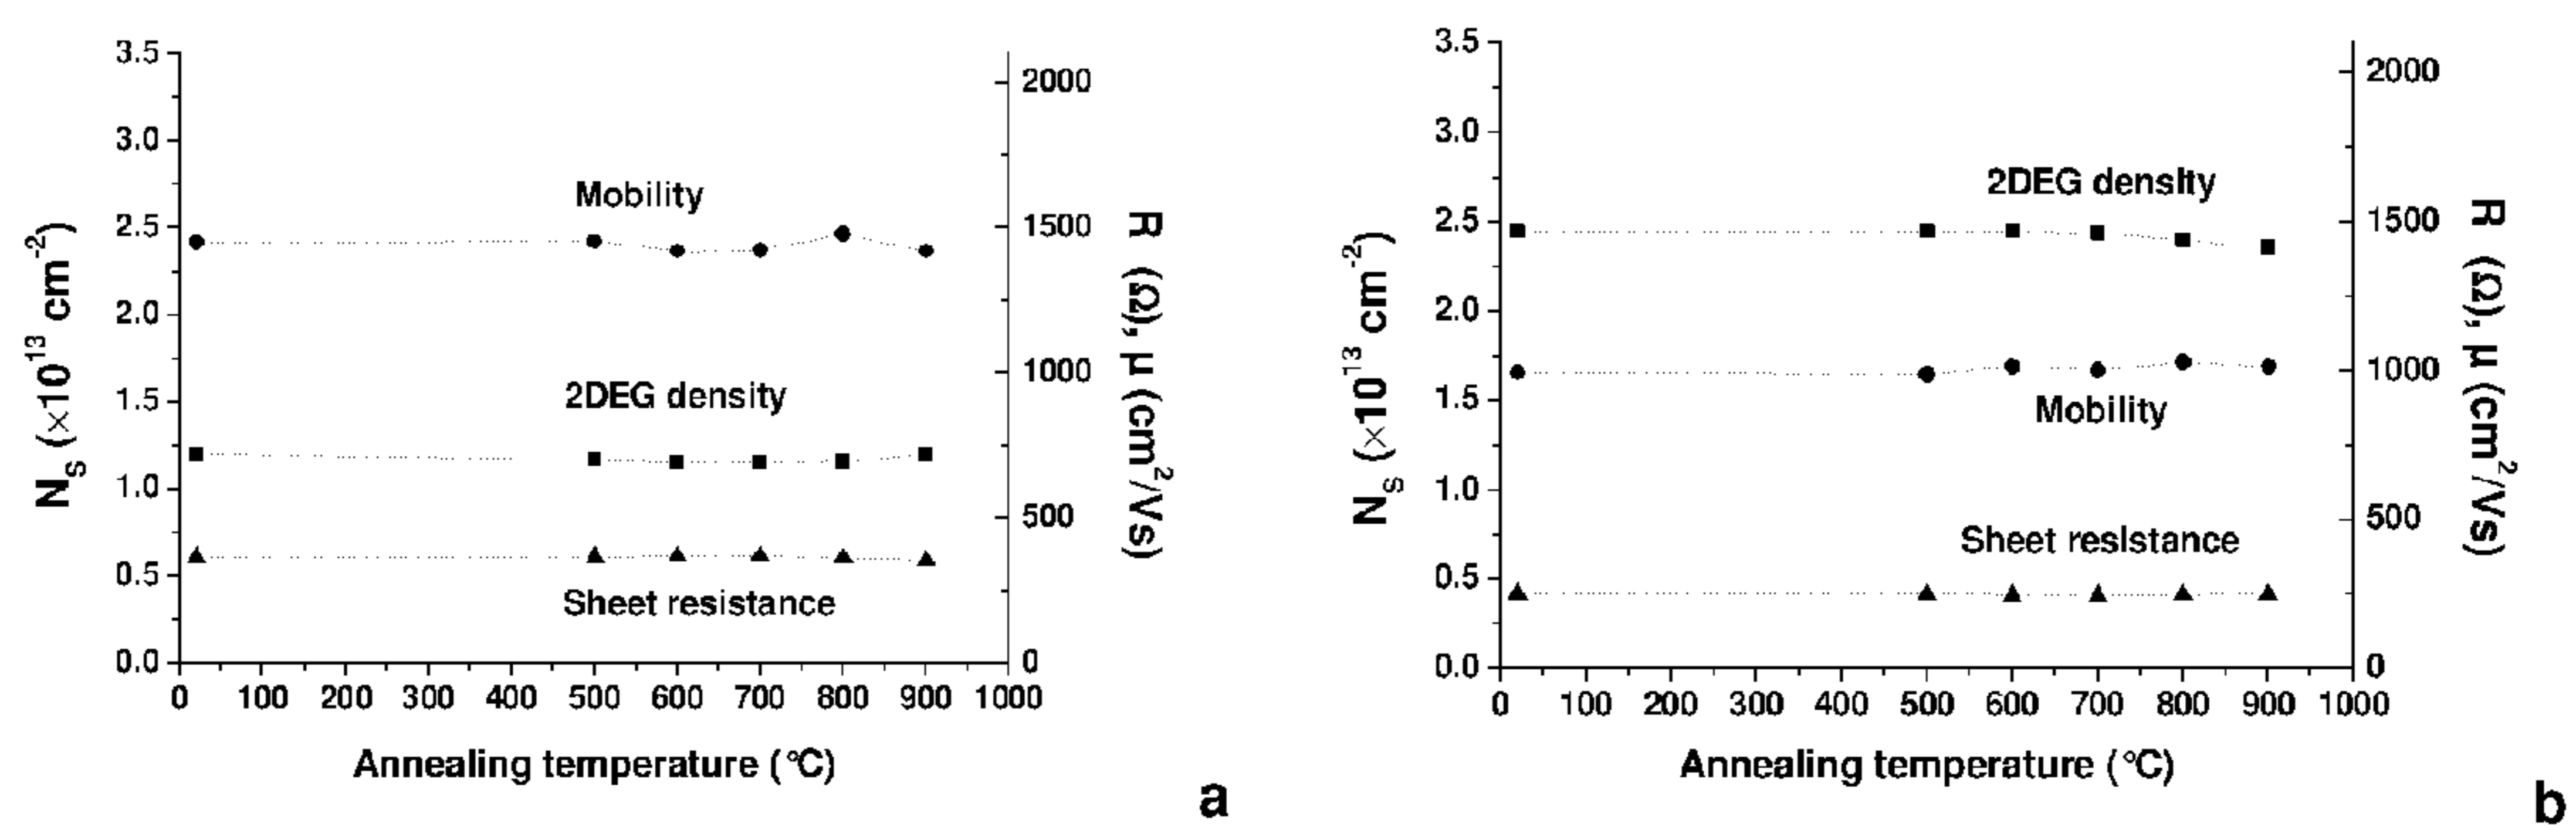 3.5
3.0
2.5
2.0
1.5
1.0
0.5
0.0
N_S (×10^13 cm^-2)
2000
1500
1000
500
0
R (Ω), μ (cm^2/Vs)
Mobility
2DEG density
Sheet resistance
0 100 200 300 400 500 600 700 800 900 1000
Annealing temperature (°C)
a
3.5
3.0
2.5
2.0
1.5
1.0
0.5
0.0
N_S (×) 10^13 cm^-2)
2000
1500
1000
500
0
R (Ω), μ (cm^2/Vs)
2DEG density
Mobility
Sheet resistance
0 100 200 300 400 500 600 700 800 900 1000
Annealing temperature (°C)
b